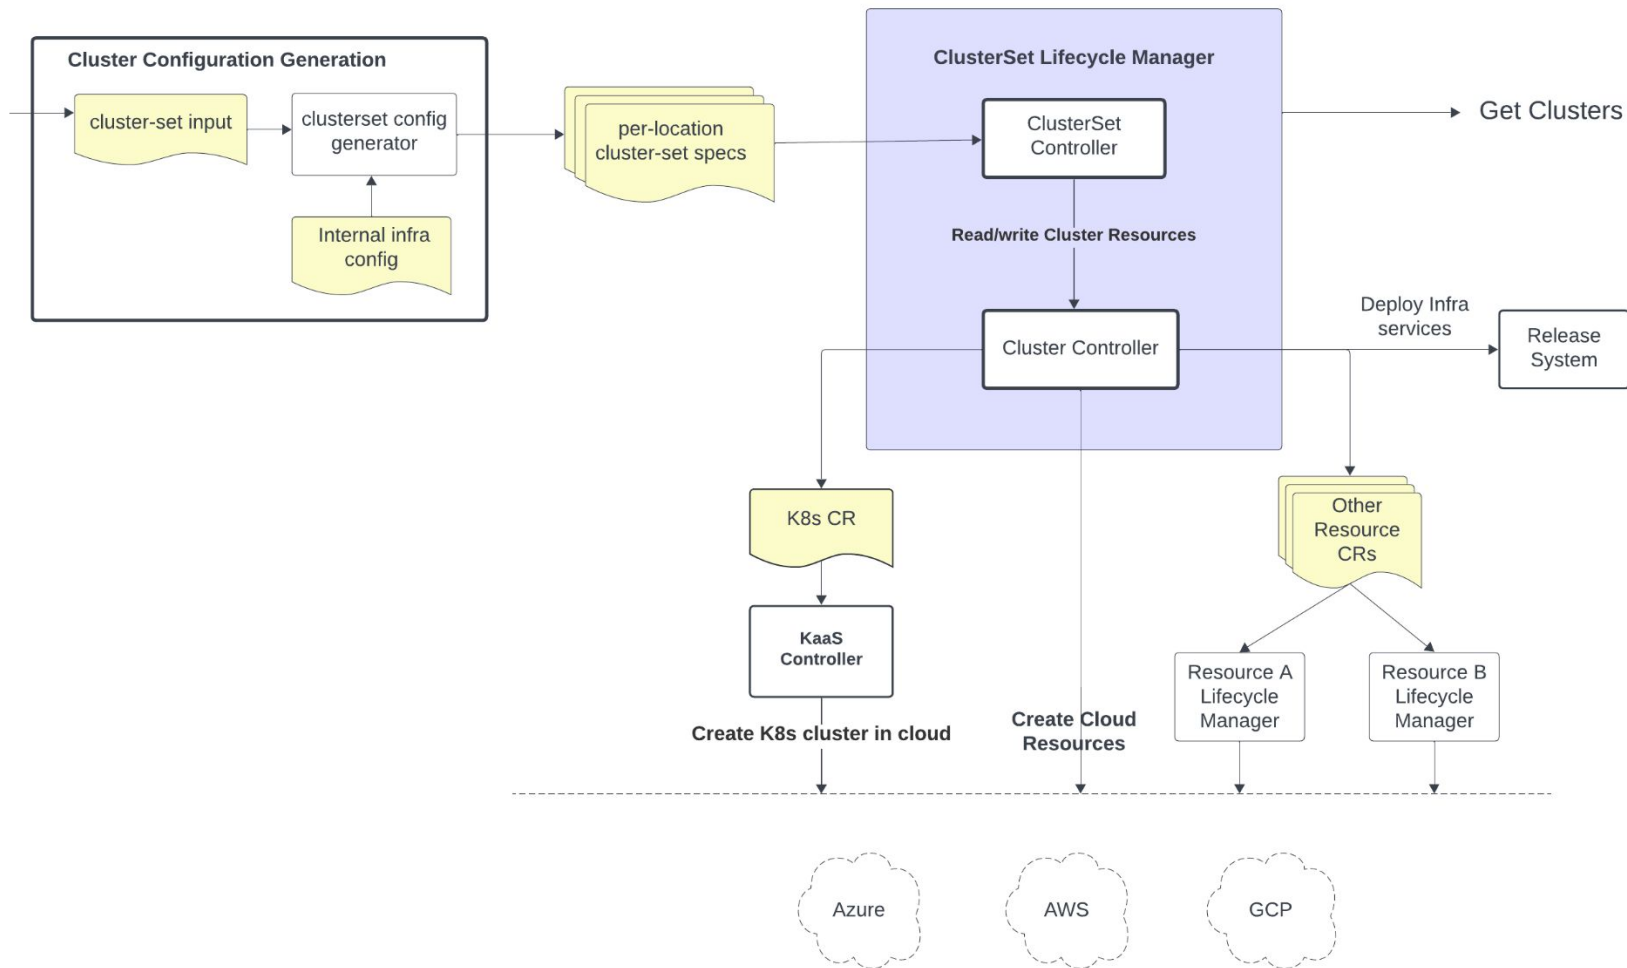 Cluster Configuration Generation
cluster-set input
clusterset config
generator
Internal infra
config
per-location
cluster-set specs
ClusterSet Lifecycle Manager
ClusterSet
Controller
Read/write Cluster Resources
Cluster Controller
Get Clusters
Deploy Infra
services
Release
System
K8s CR
KaaS
Controller
Create K8s cluster in cloud
Create Cloud
Resources
Other
Resource
CRs
Resource A
Lifecycle
Manager
Resource B
Lifecycle
Manager
Azure
AWS
GCP